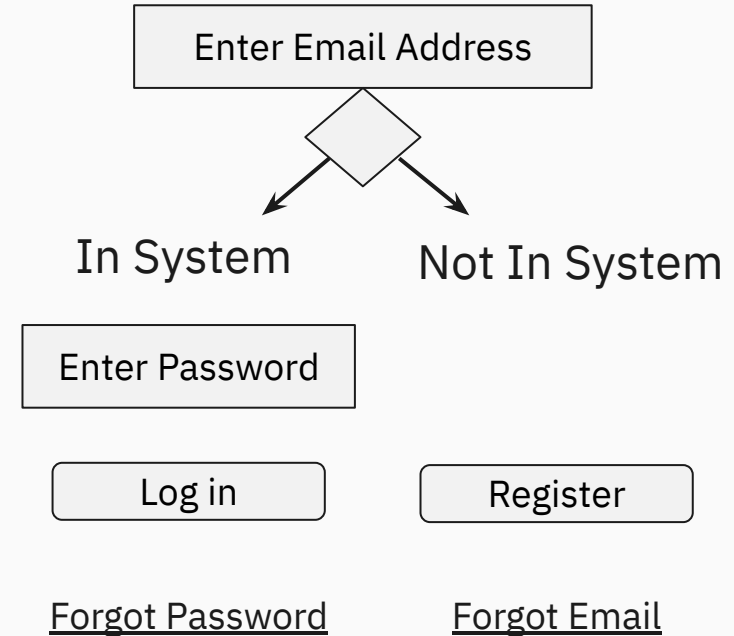 Enter Email Address
In System
Not In System
Enter Password
Log in
Register
Forgot Password
Forgot Email